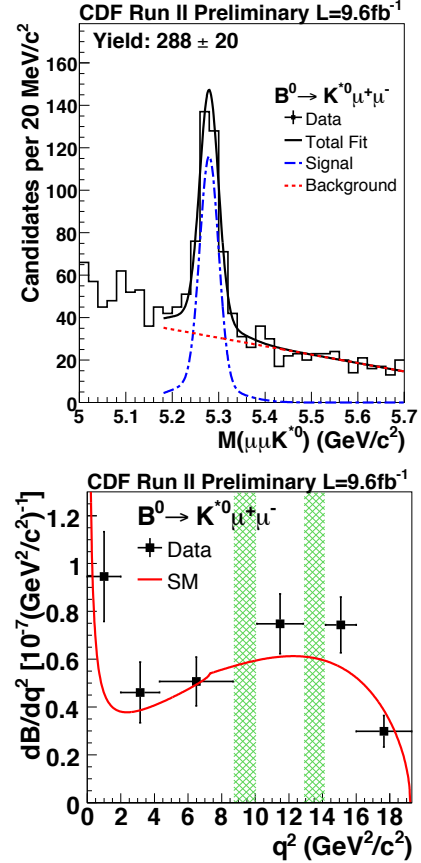 CDF Run II Preliminary L=9.6fb⁻¹
Yield: 288 ± 20
B⁰→ K*⁰μ⁺μ⁻
Data
Total Fit
Signal
Background
Candidates per 20 MeV/c²
160
140
120
100
80
60
40
20
0
5 5.1 5.2 5.3 5.4 5.5 5.6 5.7
M(μμK*⁰) (GeV/c²)
CDF Run II Preliminary L=9.6fb⁻¹
B⁰→ K*⁰μ⁺μ⁻
Data
SM
dB/dq² [10⁻⁷(GeV²/c²)⁻¹]
1.2
1
0.8
0.6
0.4
0.2
0
0 2 4 6 8 10 12 14 16 18
q² (GeV²/c²)